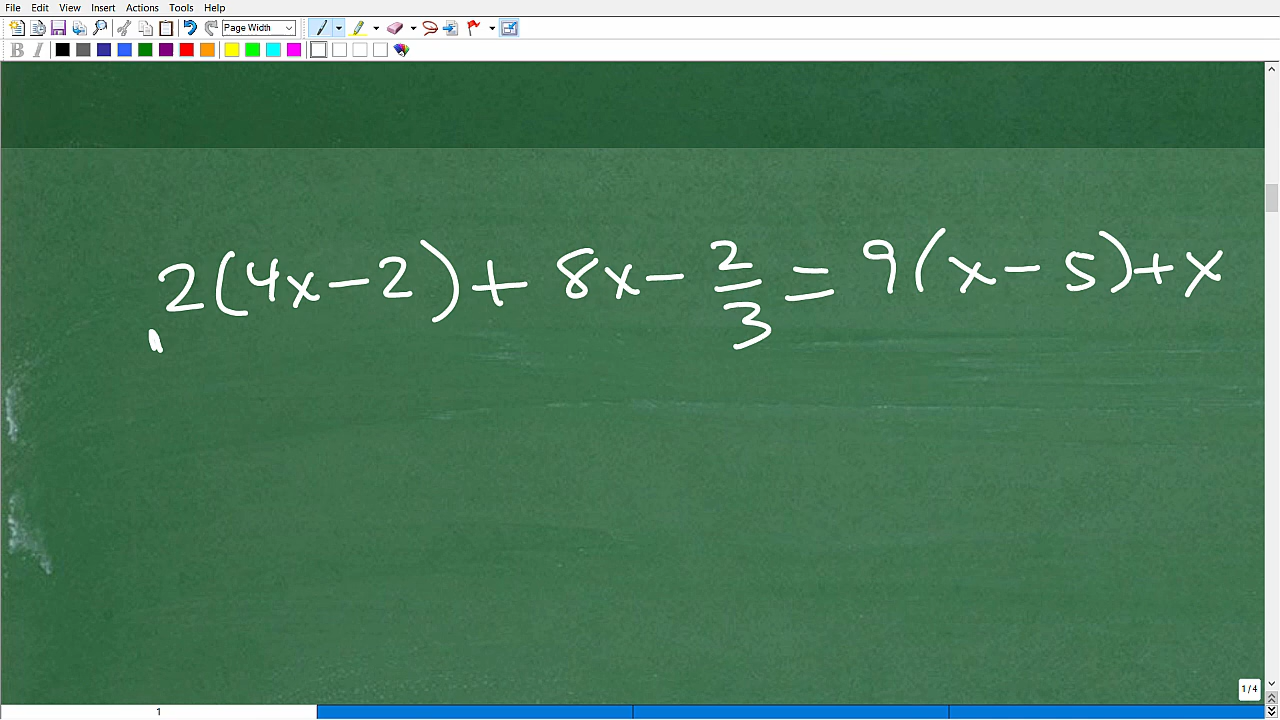 File Edit View Insert Actions Tools Help
Page Width
B I
2(4x-2)+8x-2/3=9(x-5)+x
1/4
1